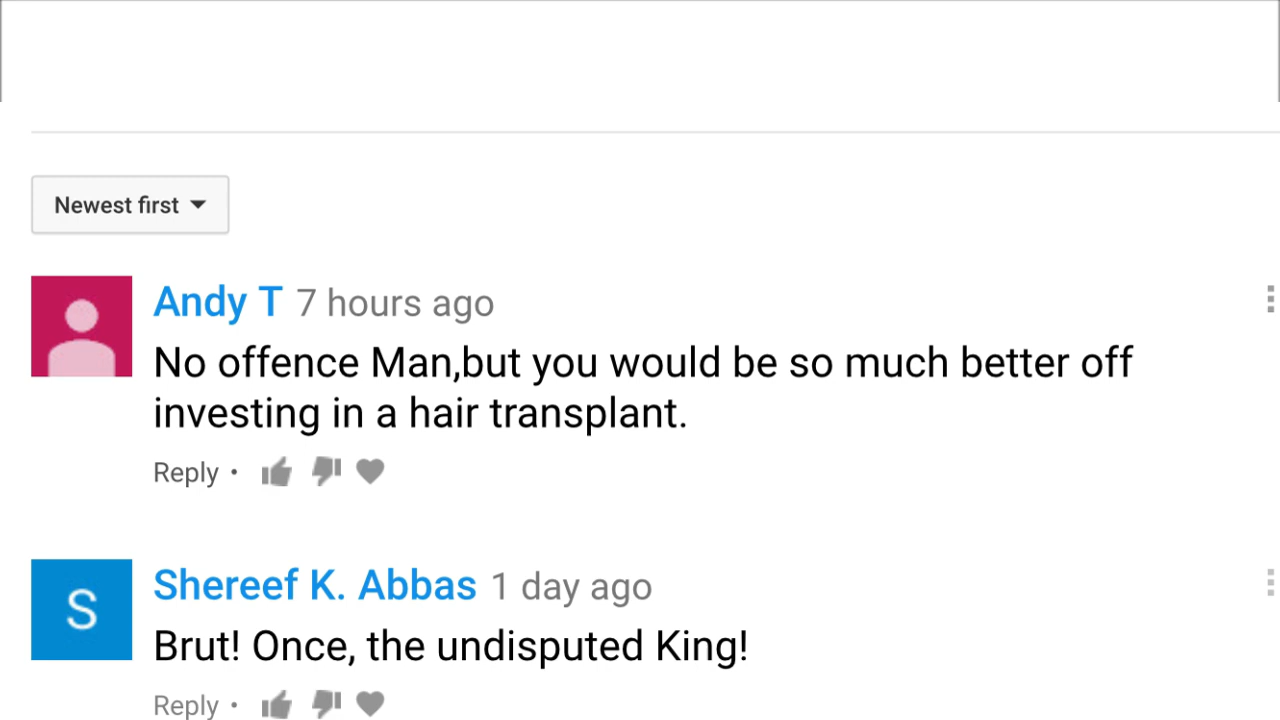 Newest first
Andy T 7 hours ago
No offence Man,but you would be so much better off
investing in a hair transplant.
Reply •
S
Shereef K. Abbas 1 day ago
Brut! Once, the undisputed King!
Reply •